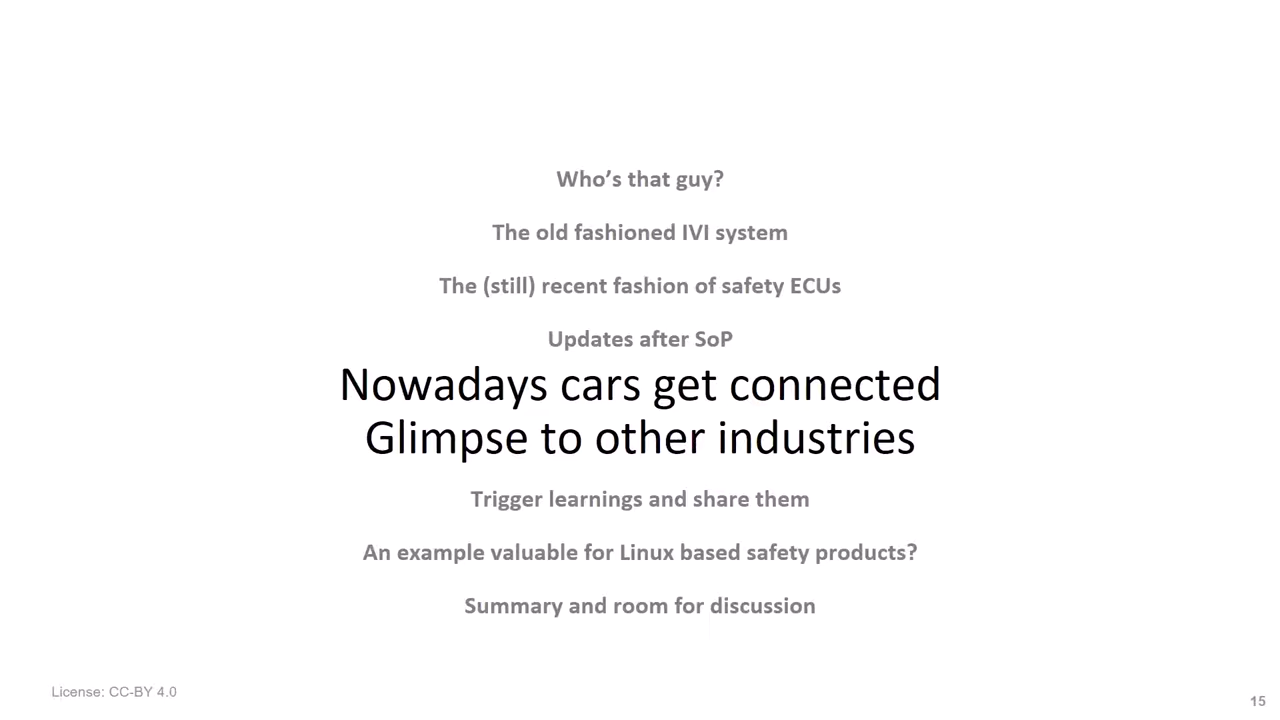 Who’s that guy?
The old fashioned IVI system
The (still) recent fashion of safety ECUs
Updates after SoP
Nowadays cars get connected
Glimpse to other industries
Trigger learnings and share them
An example valuable for Linux based safety products?
Summary and room for discussion
License: CC-BY 4.0
15